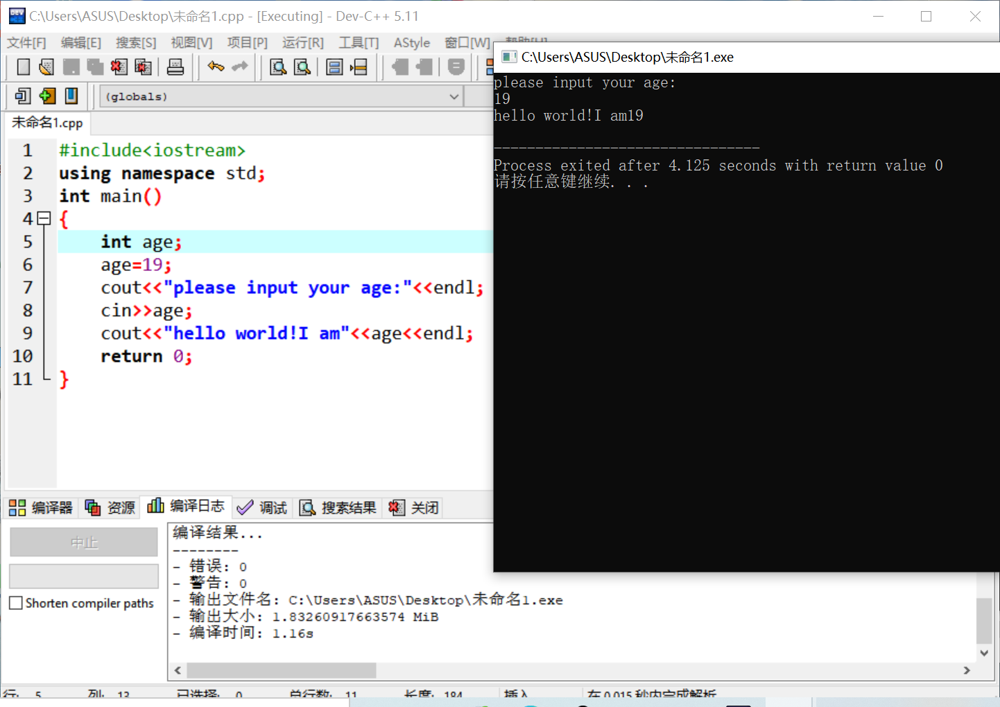 C:\Users\ASUS\Desktop\未命名1.cpp - [Executing] - Dev-C++ 5.11
文件[F] 编辑[E] 搜索[S] 视图[V] 项目[P] 运行[R] 工具[T] AStyle 窗口[W]
(globals)
未命名1.cpp
1 #include<iostream>
2 using namespace std;
3 int main()
4 {
5 int age;
6 age=19;
7 cout<<"please input your age:"<<endl;
8 cin>>age;
9 cout<<"hello world!I am"<<age<<endl;
10 return 0;
11 }
C:\Users\ASUS\Desktop\未命名1.exe
please input your age:
19
hello world!I am19
--------------------------------
Process exited after 4.125 seconds with return value 0
请按任意键继续. . .
编译器 资源 编译日志 调试 搜索结果 关闭
中止
Shorten compiler paths
编译结果...
--------
- 错误: 0
- 警告: 0
- 输出文件名: C:\Users\ASUS\Desktop\未命名1.exe
- 输出大小: 1.83260917663574 MiB
- 编译时间: 1.16s
行: 5 列: 13 已选择: 0 总行数: 11 长度: 184 插入 在 0.015 秒内完成解析